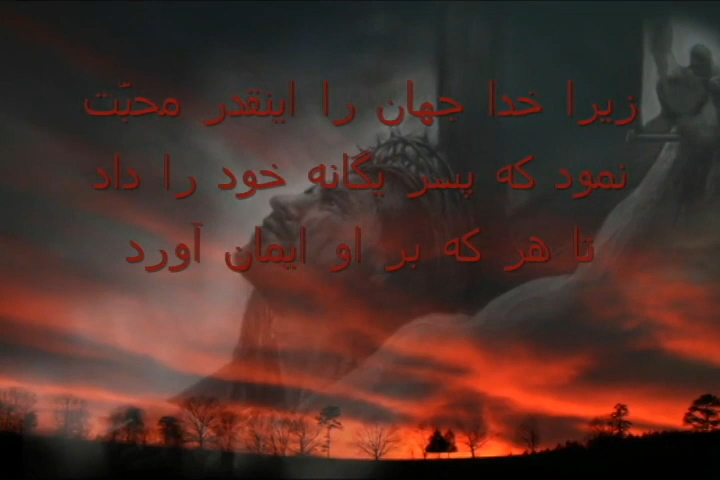 زیرا خدا جهان را اینقدر محبّت
نمود که پسر یگانه خود را داد
تا هر که بر او ایمان آورد